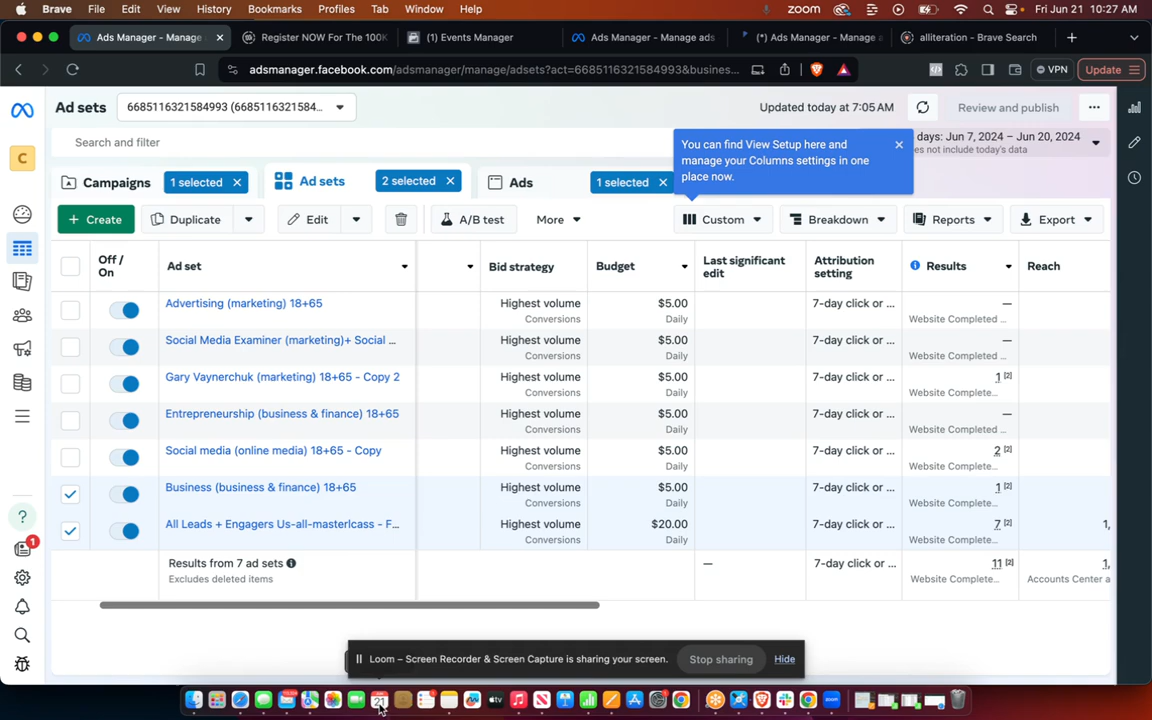 Brave File Edit View History Bookmarks Profiles Tab Window Help zoom Fri Jun 21 10:27 AM
Ads Manager - Manage Register NOW For The 100K (1) Events Manager Ads Manager - Manage ads (*) Ads Manager - Manage a alliteration - Brave Search
adsmanager.facebook.com/adsmanager/manage/adsets?act=6685116321584993&busines... VPN Update
Ad sets 6685116321584993 (6685116321584... Updated today at 7:05 AM Review and publish
Search and filter
days: Jun 7, 2024 – Jun 20, 2024
es not include today's data
You can find View Setup here and
manage your Columns settings in one
place now.
C
Campaigns 1 selected Ad sets 2 selected Ads 1 selected
Create Duplicate Edit A/B test More Custom Breakdown Reports Export
Off /
On
Ad set Bid strategy Budget
Last significant
edit
Attribution
setting
Results Reach
Advertising (marketing) 18+65 Highest volume $5.00 7-day click or ... —
Conversions Daily Website Completed ...
Social Media Examiner (marketing)+ Social ... Highest volume $5.00 7-day click or ... —
Conversions Daily Website Completed ...
Gary Vaynerchuk (marketing) 18+65 - Copy 2 Highest volume $5.00 7-day click or ... 1 [2]
Conversions Daily Website Complete...
Entrepreneurship (business & finance) 18+65 Highest volume $5.00 7-day click or ... —
Conversions Daily Website Completed ...
Social media (online media) 18+65 - Copy Highest volume $5.00 7-day click or ... 2 [2]
Conversions Daily Website Complete...
Business (business & finance) 18+65 Highest volume $5.00 7-day click or ... 1 [2]
Conversions Daily Website Complete...
All Leads + Engagers Us-all-masterlcass - F... Highest volume $20.00 7-day click or ... 7 [2] 1,
Conversions Daily Website Complete...
Results from 7 ad sets — 7-day click or ... 11 [2] 1,
Excludes deleted items Website Complete... Accounts Center a
1
Loom – Screen Recorder & Screen Capture is sharing your screen. Stop sharing Hide
21